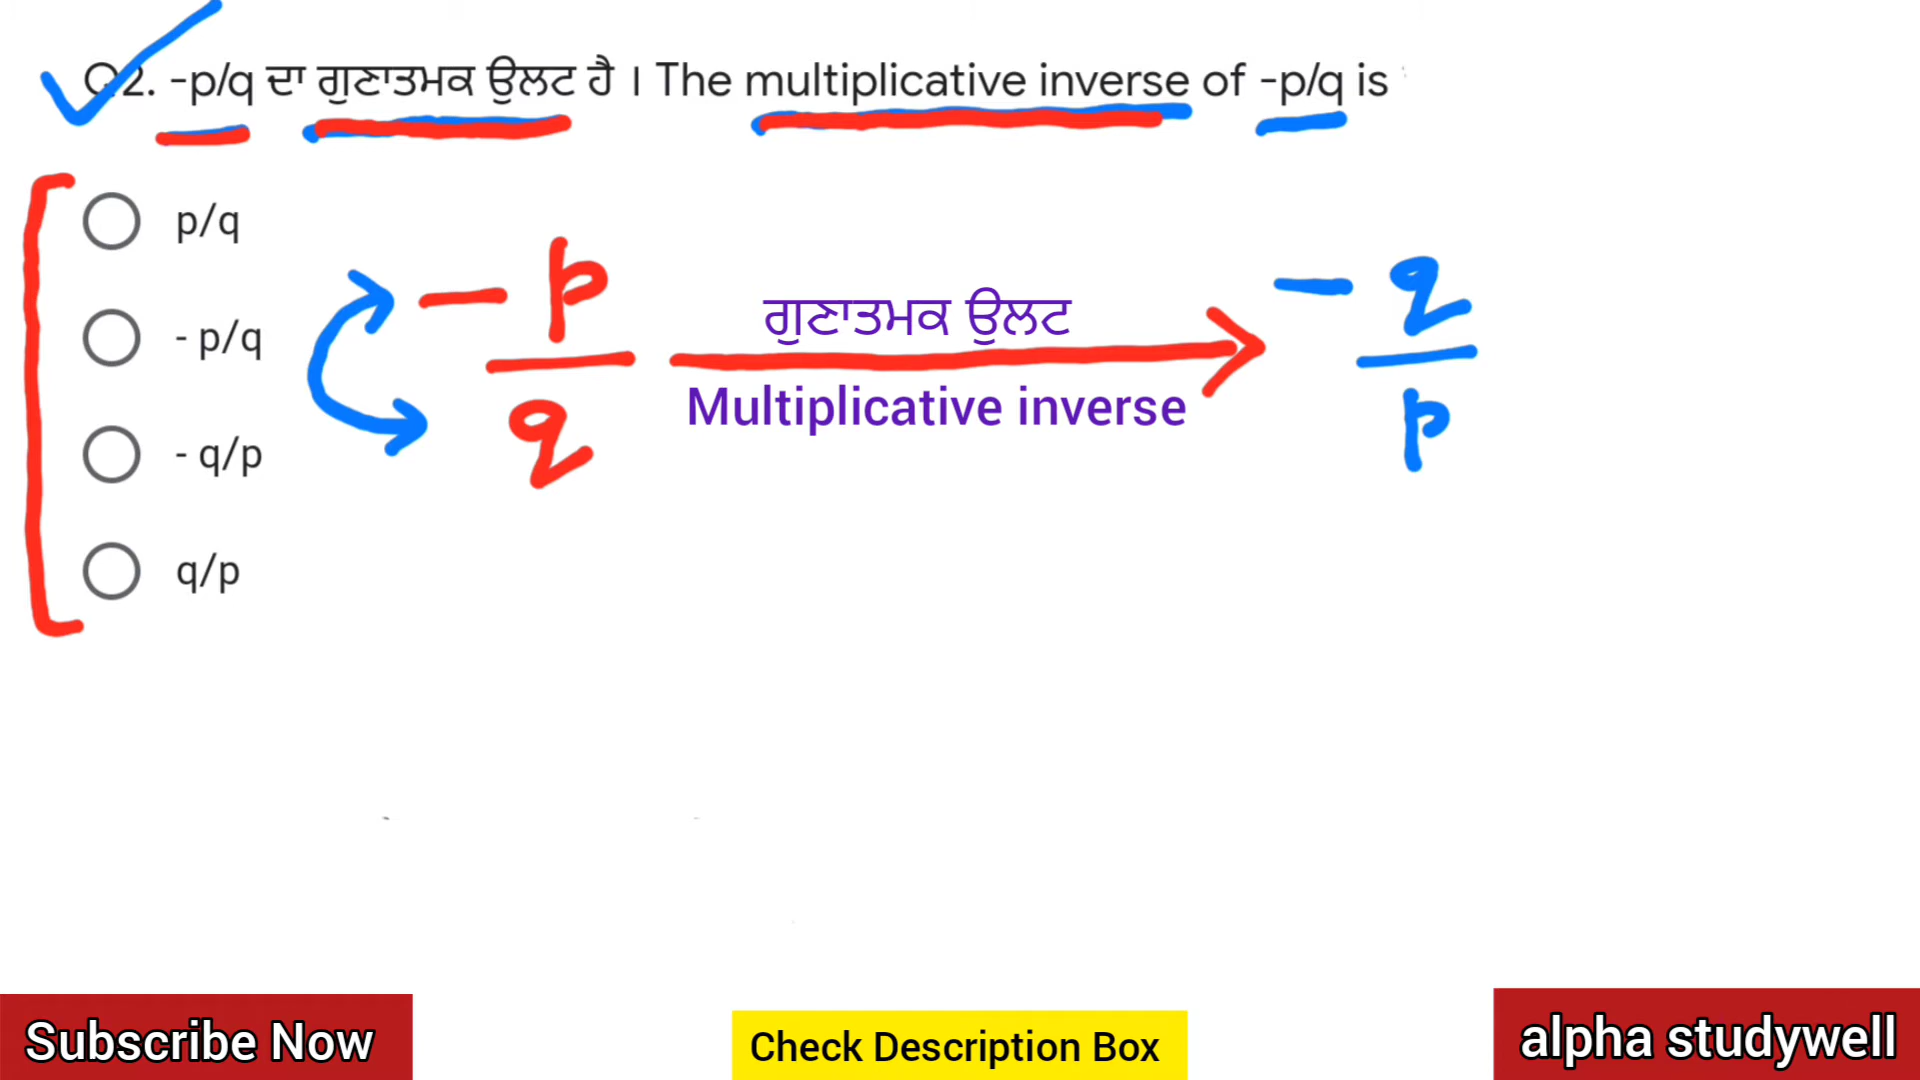 Q2. -p/q ਦਾ ਗੁਣਾਤਮਕ ਉਲਟ ਹੈ । The multiplicative inverse of -p/q is
p/q
- p/q
- q/p
q/p
- p
q
ਗੁਣਾਤਮਕ ਉਲਟ
Multiplicative inverse
- q
p
Subscribe Now
Check Description Box
alpha studywell